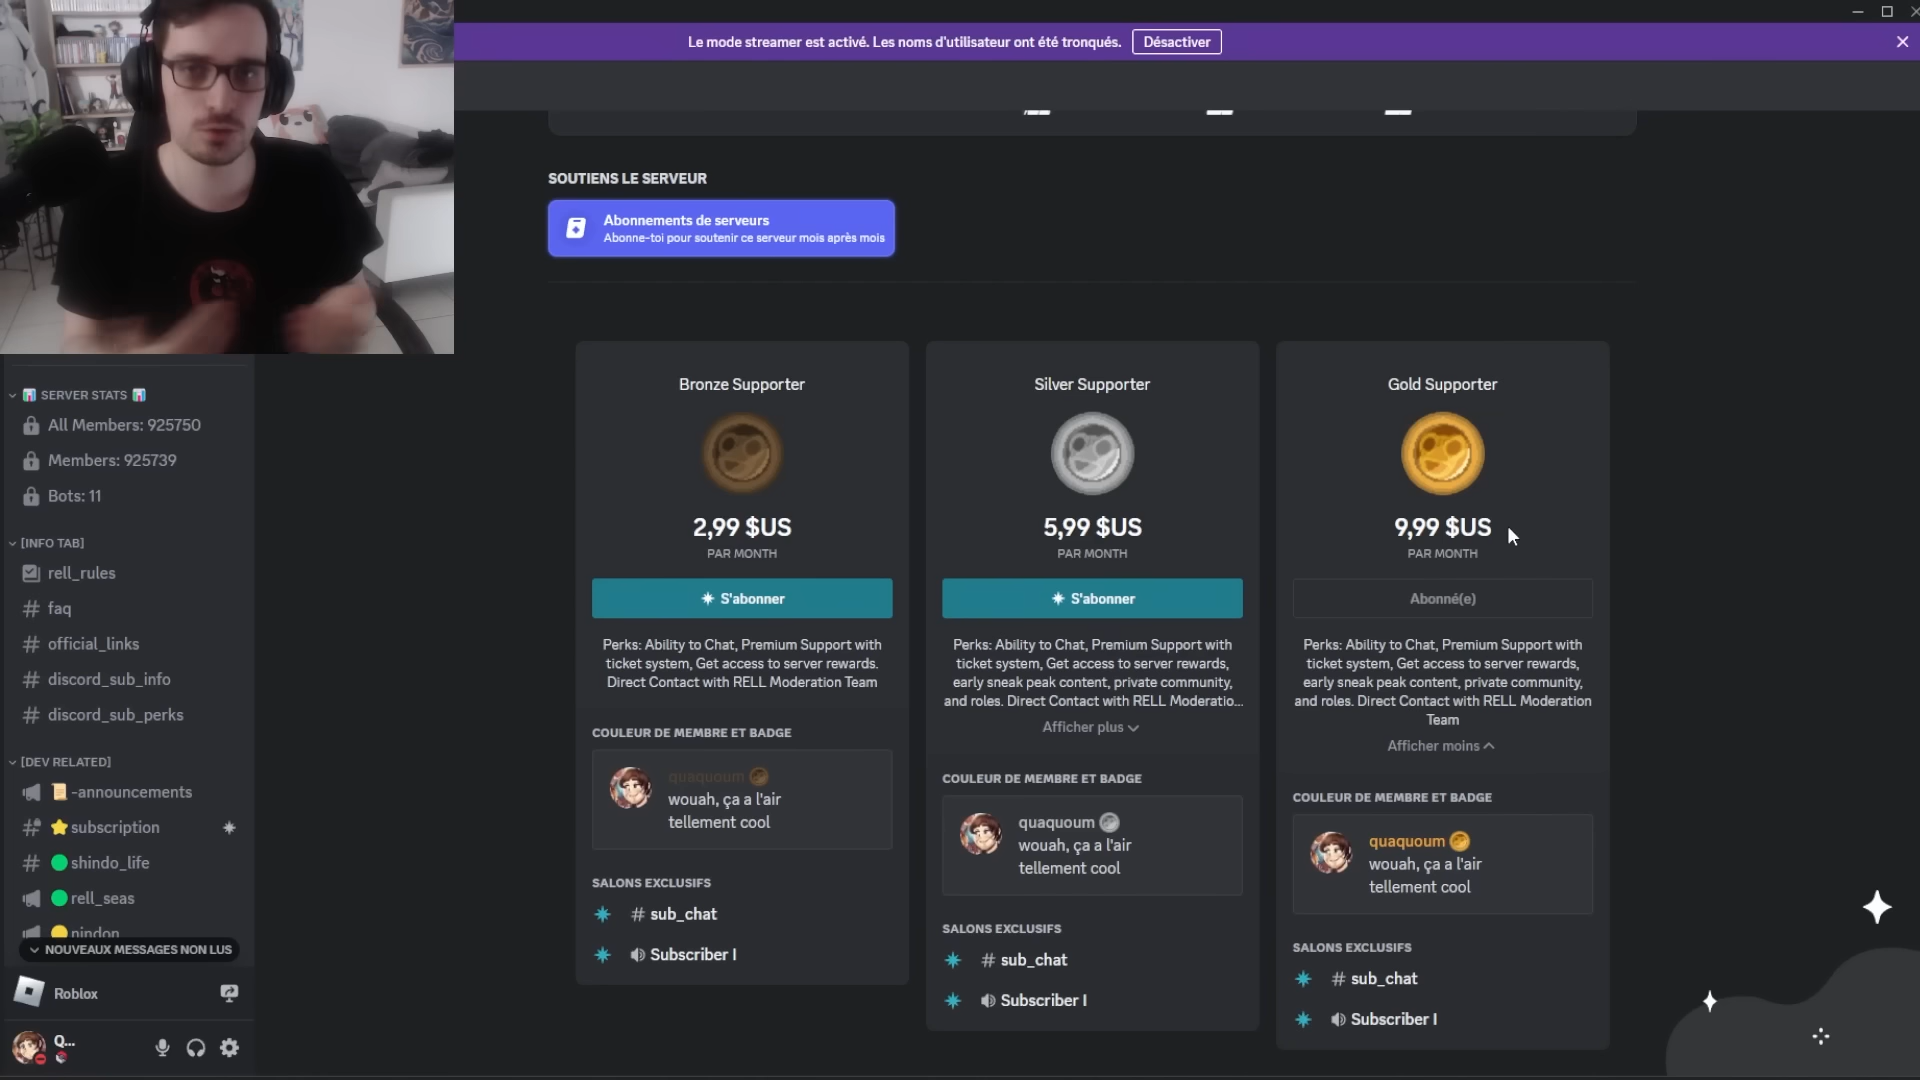 Le mode streamer est activé. Les noms d'utilisateur ont été tronqués.
Désactiver
SOUTIENS LE SERVEUR
Abonnements de serveurs
Abonne-toi pour soutenir ce serveur mois après mois
SERVER STATS
All Members: 925750
Members: 925739
Bots: 11
[INFO TAB]
rell_rules
faq
official_links
discord_sub_info
discord_sub_perks
[DEV RELATED]
-announcements
subscription
shindo_life
rell_seas
nindon
NOUVEAUX MESSAGES NON LUS
Roblox
Q...
Bronze Supporter
2,99 $US
PAR MONTH
S'abonner
Perks: Ability to Chat, Premium Support with
ticket system, Get access to server rewards.
Direct Contact with RELL Moderation Team
COULEUR DE MEMBRE ET BADGE
quaquoum
wouah, ça a l'air
tellement cool
SALONS EXCLUSIFS
# sub_chat
Subscriber I
Silver Supporter
5,99 $US
PAR MONTH
S'abonner
Perks: Ability to Chat, Premium Support with
ticket system, Get access to server rewards,
early sneak peak content, private community,
and roles. Direct Contact with RELL Moderatio...
Afficher plus
COULEUR DE MEMBRE ET BADGE
quaquoum
wouah, ça a l'air
tellement cool
SALONS EXCLUSIFS
# sub_chat
Subscriber I
Gold Supporter
9,99 $US
PAR MONTH
Abonné(e)
Perks: Ability to Chat, Premium Support with
ticket system, Get access to server rewards,
early sneak peak content, private community,
and roles. Direct Contact with RELL Moderation
Team
Afficher moins
COULEUR DE MEMBRE ET BADGE
quaquoum
wouah, ça a l'air
tellement cool
SALONS EXCLUSIFS
# sub_chat
Subscriber I